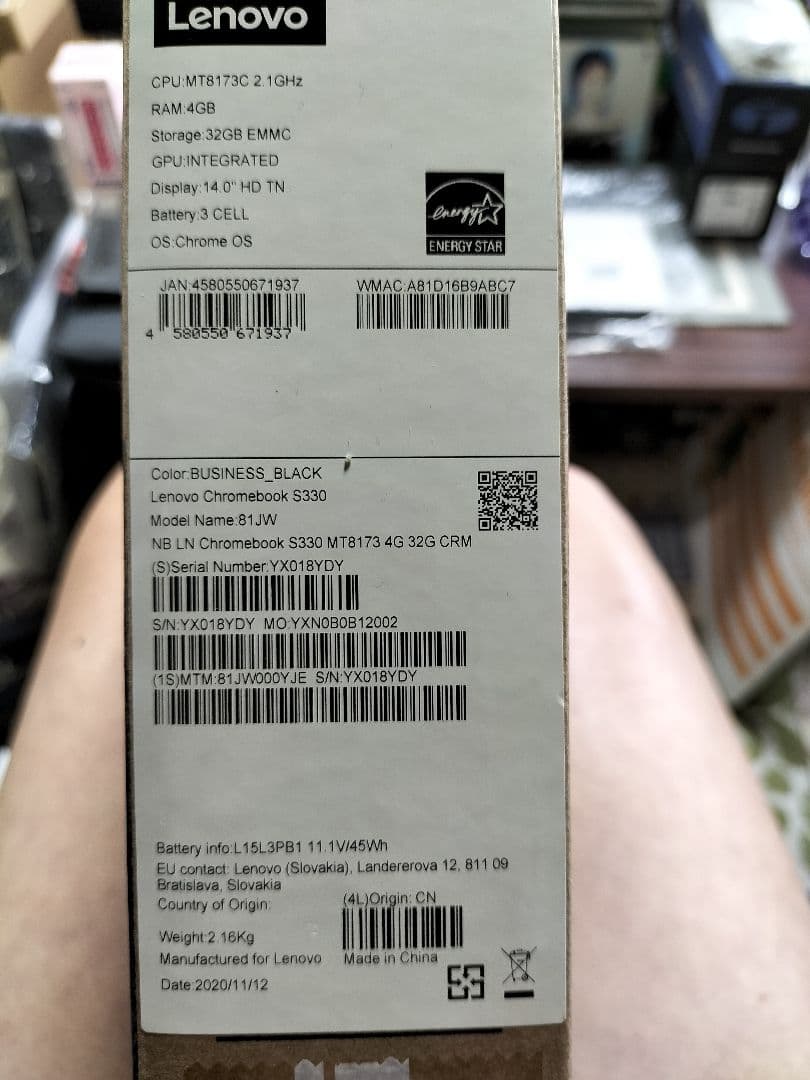 Lenovo
CPU:MT8173C 2.1GHz
RAM:4GB
Storage:32GB EMMC
GPU:INTEGRATED
Display:14.0" HD TN
Battery:3 CELL
OS:Chrome OS
energy
ENERGY STAR
JAN:4580550671937
WMAC:A81D16B9ABC7
4 580550 671937
Color:BUSINESS_BLACK
Lenovo Chromebook S330
Model Name:81JW
NB LN Chromebook S330 MT8173 4G 32G CRM
(S)Serial Number:YX018YDY
S/N:YX018YDY MO:YXN0B0B12002
(1S)MTM:81JW000YJE S/N:YX018YDY
Battery info:L15L3PB1 11.1V/45Wh
EU contact: Lenovo (Slovakia), Landererova 12, 811 09
Bratislava, Slovakia
Country of Origin:
(4L)Origin: CN
Weight:2.16Kg
Manufactured for Lenovo
Made in China
Date:2020/11/12